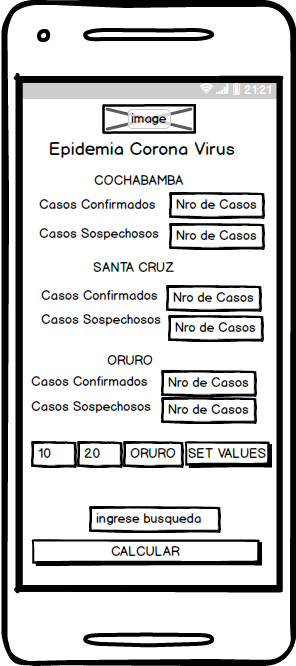 21:21
image
Epidemia Corona Virus
COCHABAMBA
Casos Confirmados Nro de Casos
Casos Sospechosos Nro de Casos
SANTA CRUZ
Casos Confirmados Nro de Casos
Casos Sospechosos Nro de Casos
ORURO
Casos Confirmados Nro de Casos
Casos Sospechosos Nro de Casos
10 20 ORURO SET VALUES
ingrese busqueda
CALCULAR